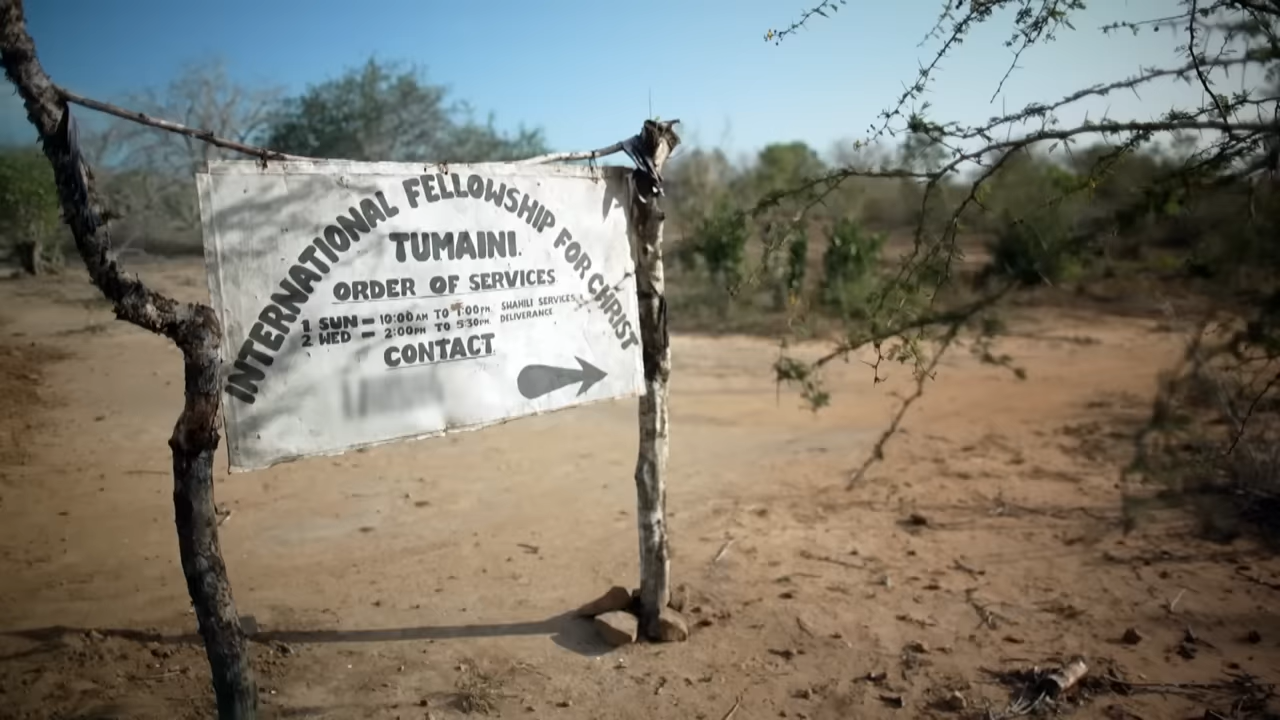 INTERNATIONAL FELLOWSHIP FOR CHRIST
TUMAINI.
ORDER OF SERVICES
1 SUN = 10:00AM TO 1:00PM. SHAHILI SERVICES
2 WED = 2:00PM TO 5:30PM. DELIVERANCE
CONTACT